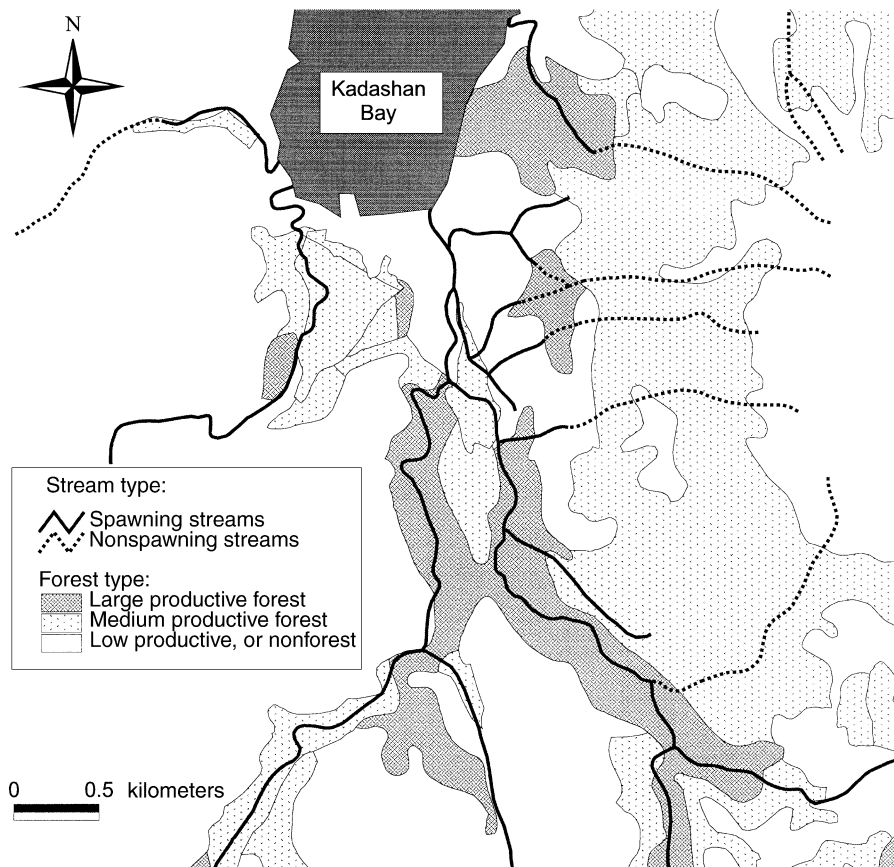 N
Kadashan
Bay
Stream type:
Spawning streams
Nonspawning streams
Forest type:
Large productive forest
Medium productive forest
Low productive, or nonforest
0 0.5 kilometers